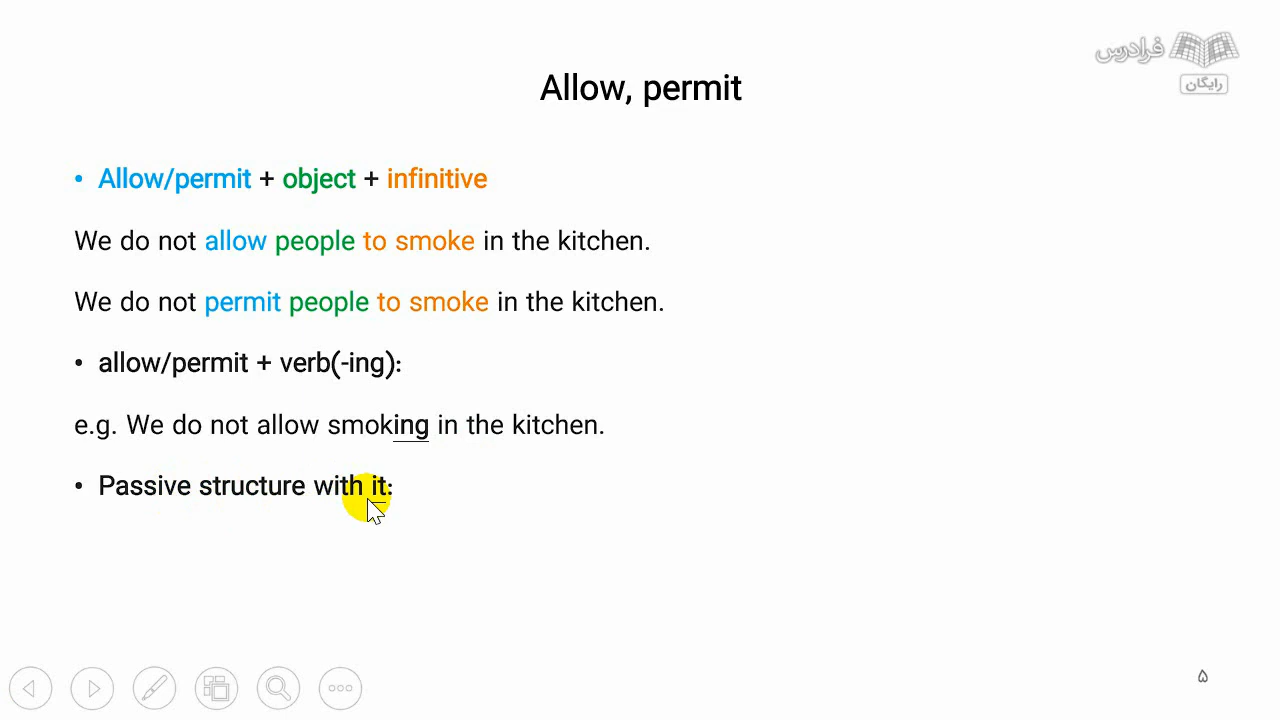 فرادرس
رایگان
Allow, permit
• Allow/permit + object + infinitive
We do not allow people to smoke in the kitchen.
We do not permit people to smoke in the kitchen.
• allow/permit + verb(-ing):
e.g. We do not allow smoking in the kitchen.
• Passive structure with it:
۵